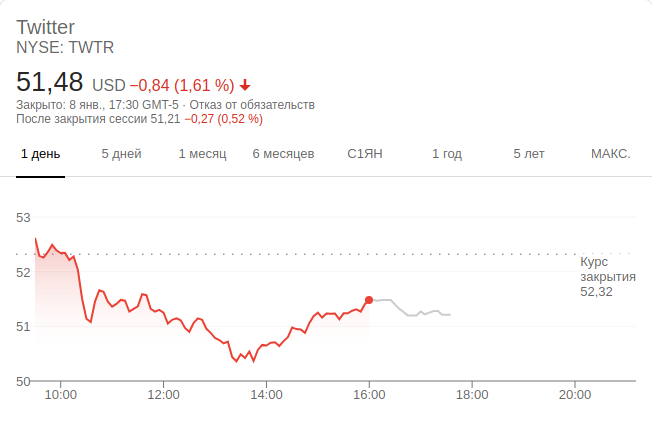 Twitter
NYSE: TWTR
51,48 USD −0,84 (1,61 %)
Закрыто: 8 янв., 17:30 GMT-5 · Отказ от обязательств
После закрытия сессии 51,21 −0,27 (0,52 %)
1 день 5 дней 1 месяц 6 месяцев С1ЯН 1 год 5 лет МАКС.
53
52
51
50
Курс
закрытия
52,32
10:00 12:00 14:00 16:00 18:00 20:00